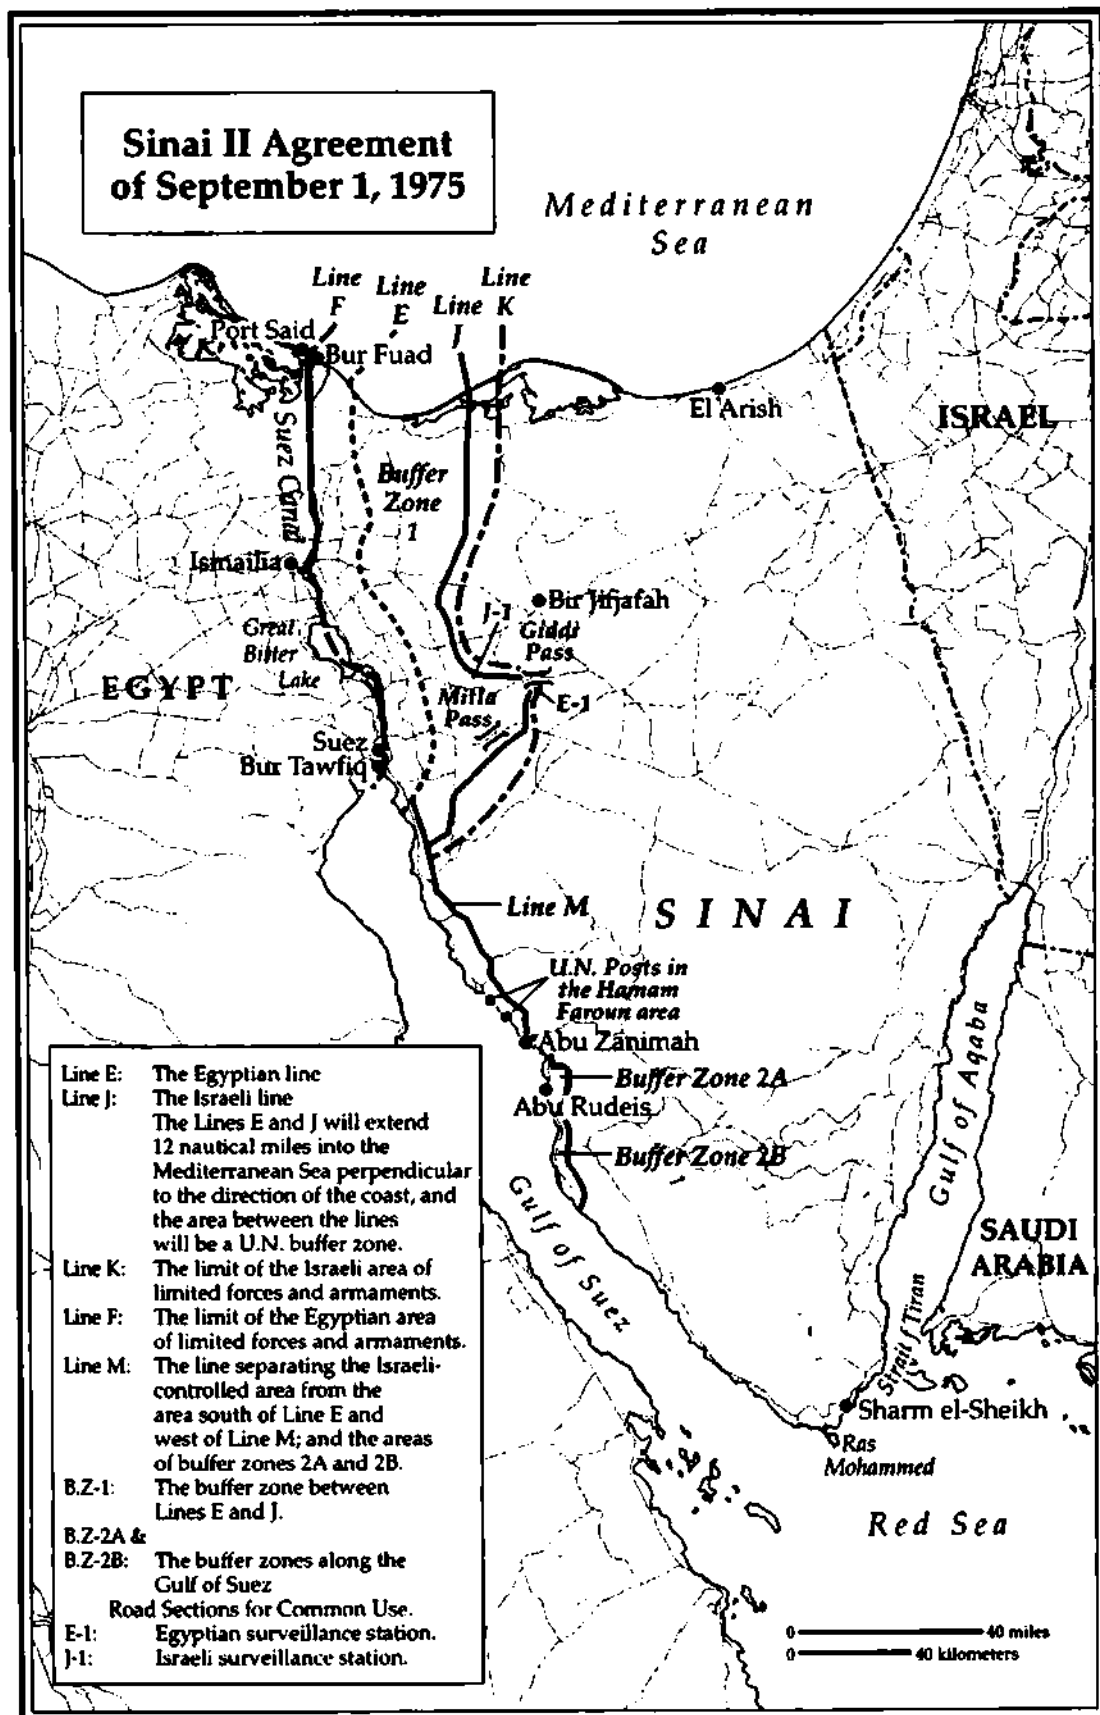 Sinai II Agreement
of September 1, 1975
Mediterranean
Sea
Line
F
Line
E
Line
J
Line
K
Port Said
Bur Fuad
El Arish
ISRAEL
Suez Canal
Buffer
Zone
1
Ismailia
Bir Jifjafah
J-1
Giddi
Pass
Great
Bitter
Lake
EGYPT
Mitla
Pass
E-1
Suez
Bur Tawfiq
Line M
SINAI
U.N. Posts in
the Hamam
Faroun area
Abu Zanimah
Buffer Zone 2A
Abu Rudeis
Buffer Zone 2B
Gulf of Suez
Gulf of Aqaba
SAUDI
ARABIA
Strait of Tiran
Sharm el-Sheikh
Ras
Mohammed
Red Sea
Line E: The Egyptian line
Line J: The Israeli line
The Lines E and J will extend
12 nautical miles into the
Mediterranean Sea perpendicular
to the direction of the coast, and
the area between the lines
will be a U.N. buffer zone.
Line K: The limit of the Israeli area of
limited forces and armaments.
Line F: The limit of the Egyptian area
of limited forces and armaments.
Line M: The line separating the Israeli-
controlled area from the
area south of Line E and
west of Line M; and the areas
of buffer zones 2A and 2B.
B.Z-1: The buffer zone between
Lines E and J.
B.Z-2A &
B.Z-2B: The buffer zones along the
Gulf of Suez
Road Sections for Common Use.
E-1: Egyptian surveillance station.
J-1: Israeli surveillance station.
0 40 miles
0 40 kilometers